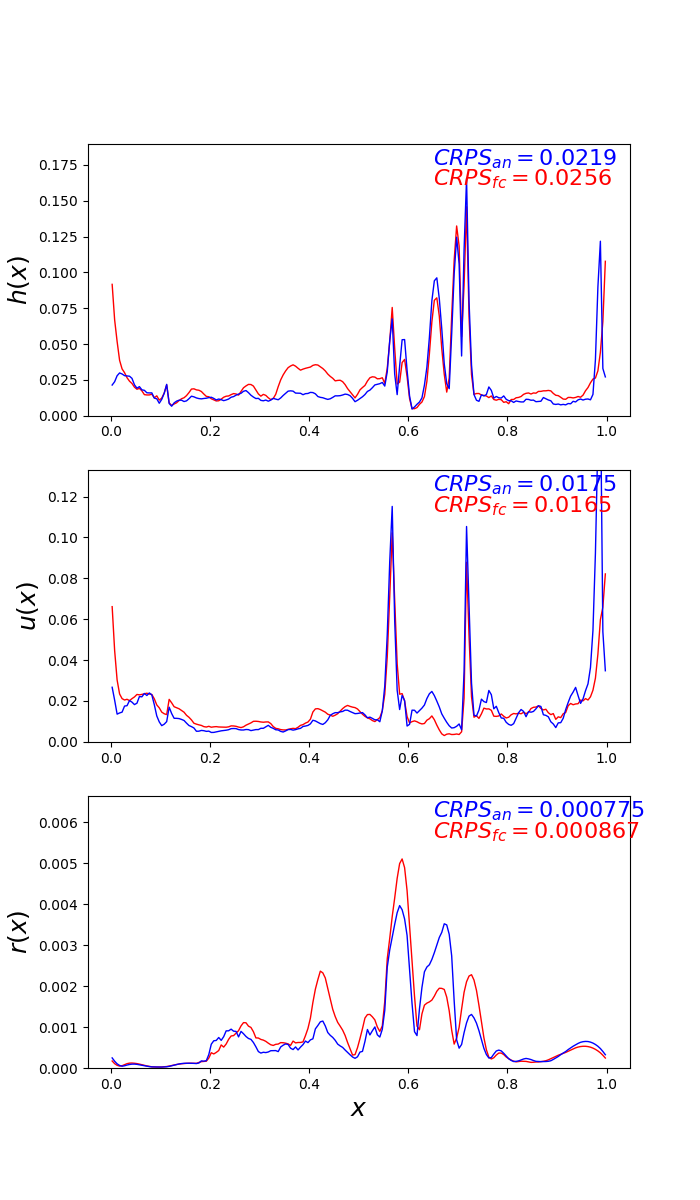 CRPS_an = 0.0219
CRPS_fc = 0.0256
0.175
0.150
0.125
0.100
0.075
0.050
0.025
0.000
h(x)
0.0 0.2 0.4 0.6 0.8 1.0
CRPS_an = 0.0175
CRPS_fc = 0.0165
0.12
0.10
0.08
0.06
0.04
0.02
0.00
u(x)
0.0 0.2 0.4 0.6 0.8 1.0
CRPS_an = 0.000775
CRPS_fc = 0.000867
0.006
0.005
0.004
0.003
0.002
0.001
0.000
r(x)
0.0 0.2 0.4 0.6 0.8 1.0
x